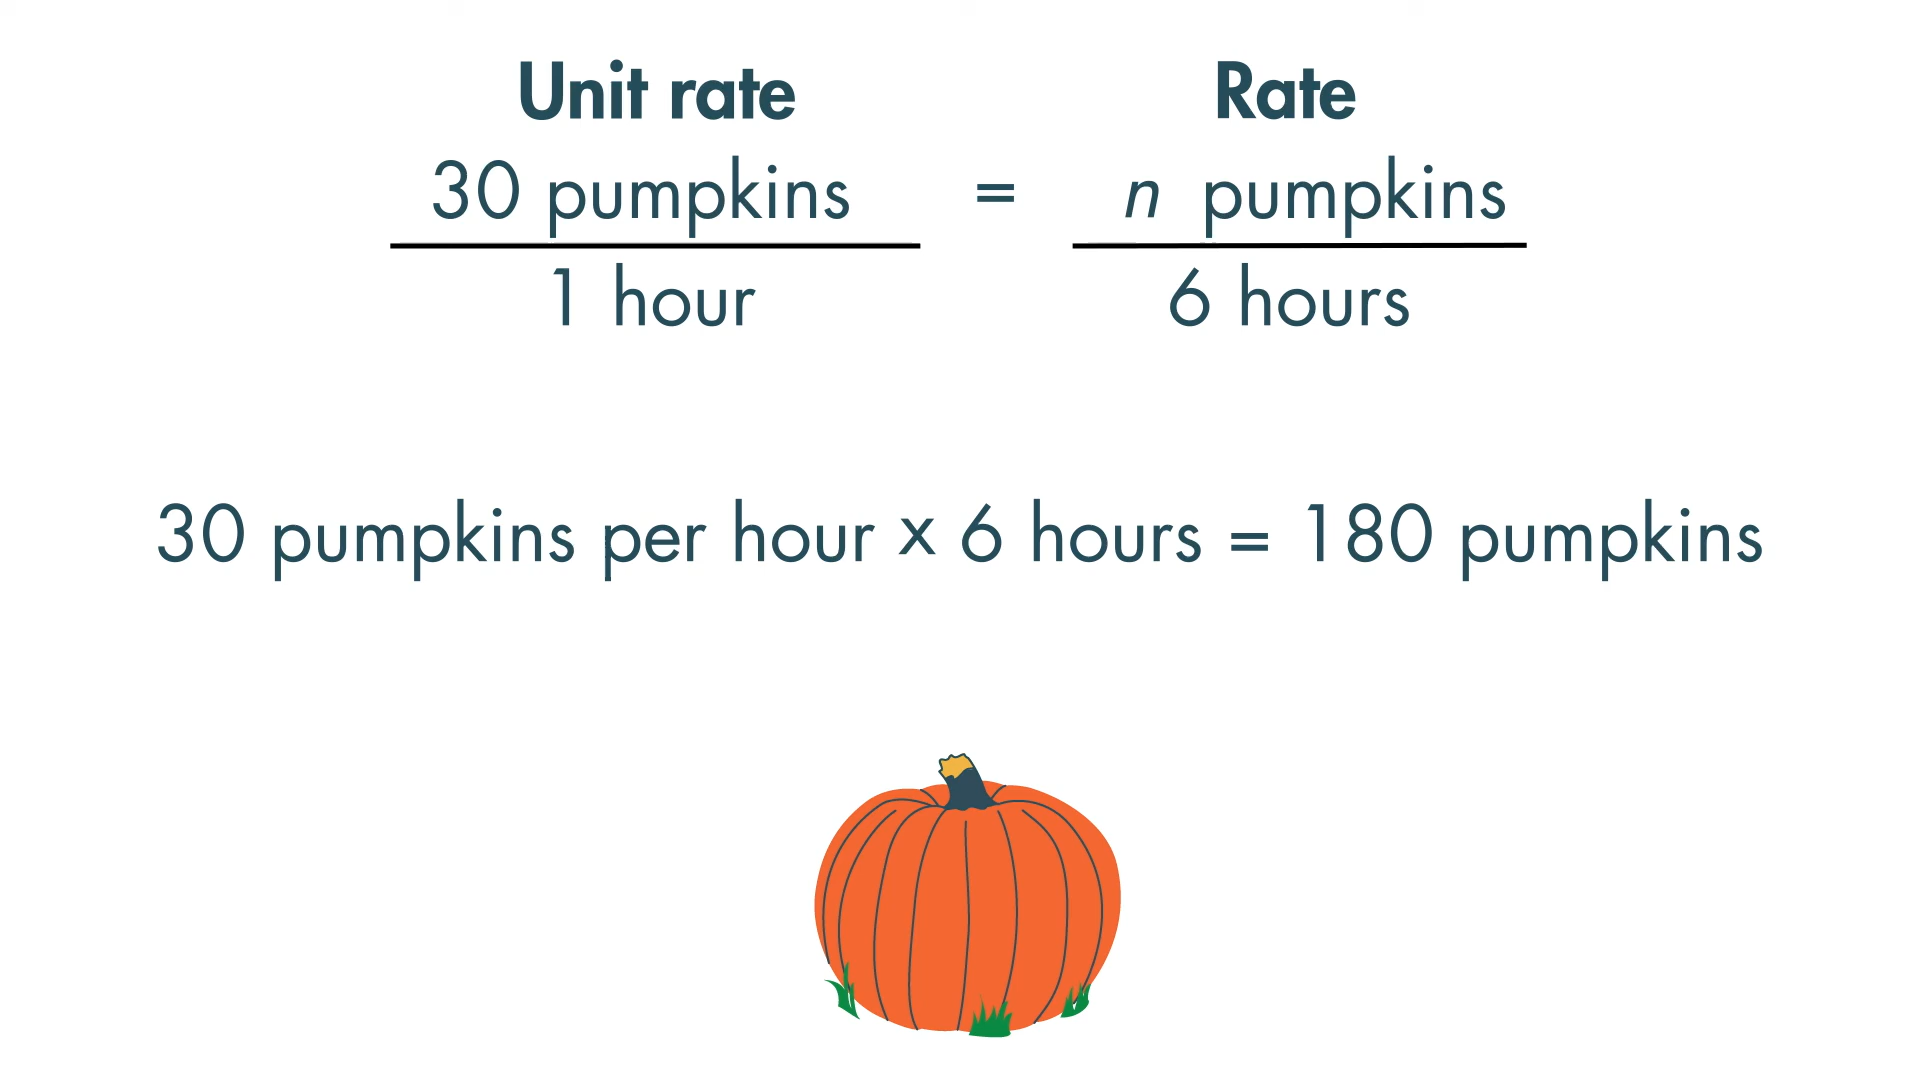 Unit rate Rate
30 pumpkins = n pumpkins
1 hour 6 hours
30 pumpkins per hour x 6 hours = 180 pumpkins